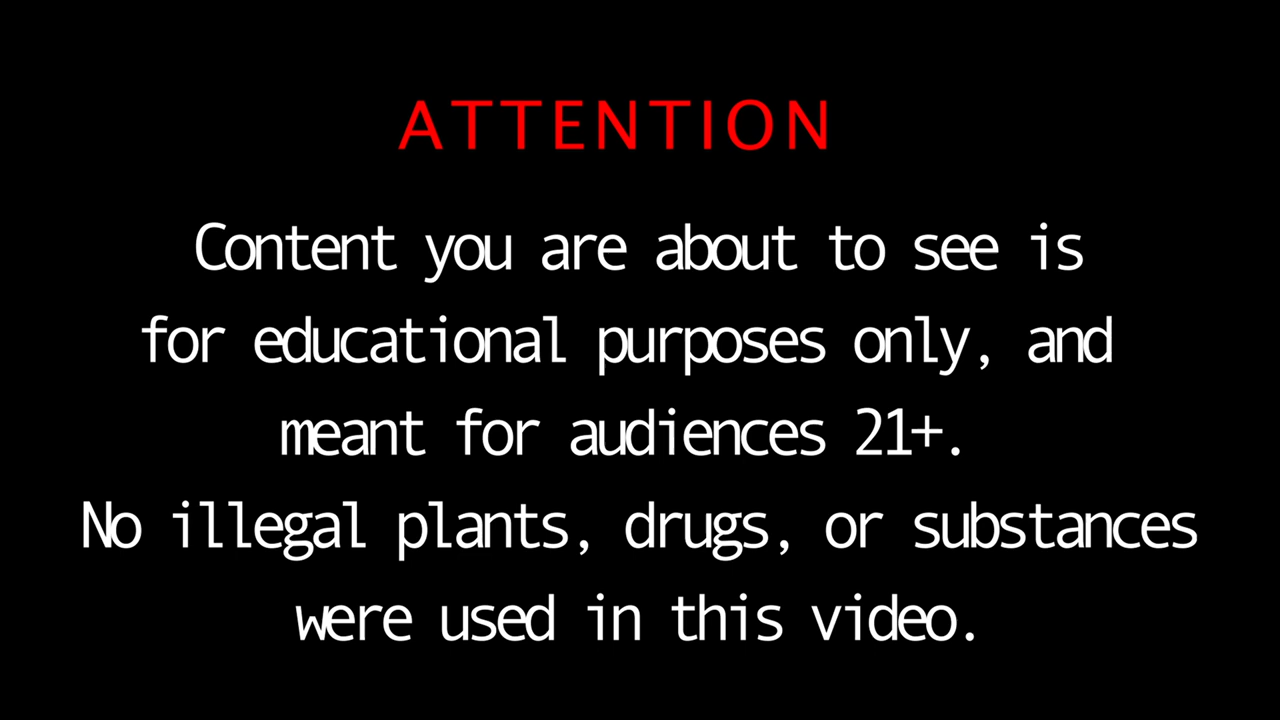 ATTENTION
Content you are about to see is
for educational purposes only, and
meant for audiences 21+.
No illegal plants, drugs, or substances
were used in this video.